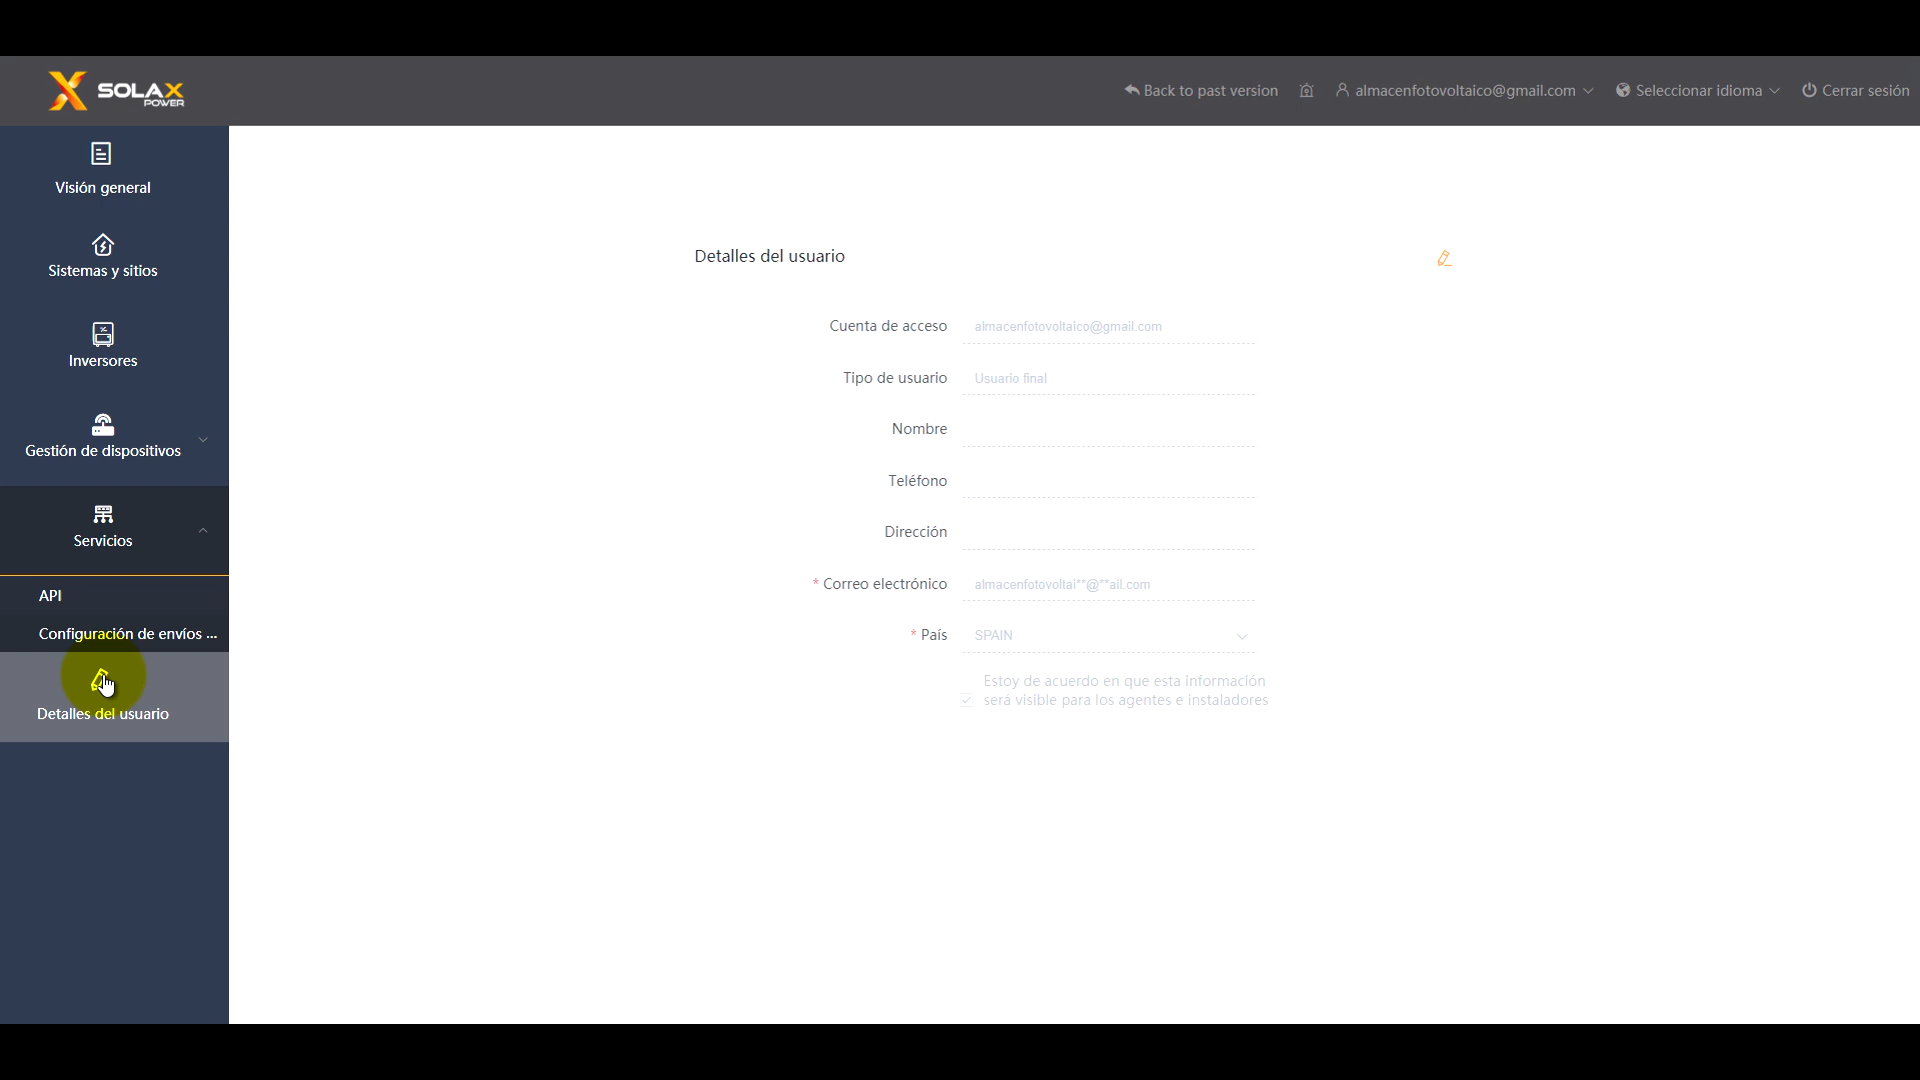 SOLAX
POWER
Back to past version
almacenfotovoltaico@gmail.com
Seleccionar idioma
Cerrar sesión
Visión general
Sistemas y sitios
Inversores
Gestión de dispositivos
Servicios
API
Configuración de envíos ...
Detalles del usuario
Detalles del usuario
Cuenta de acceso almacenfotovoltaico@gmail.com
Tipo de usuario Usuario final
Nombre
Teléfono
Dirección
* Correo electrónico almacenfotovoltai**@**ail.com
* País SPAIN
Estoy de acuerdo en que esta información
será visible para los agentes e instaladores